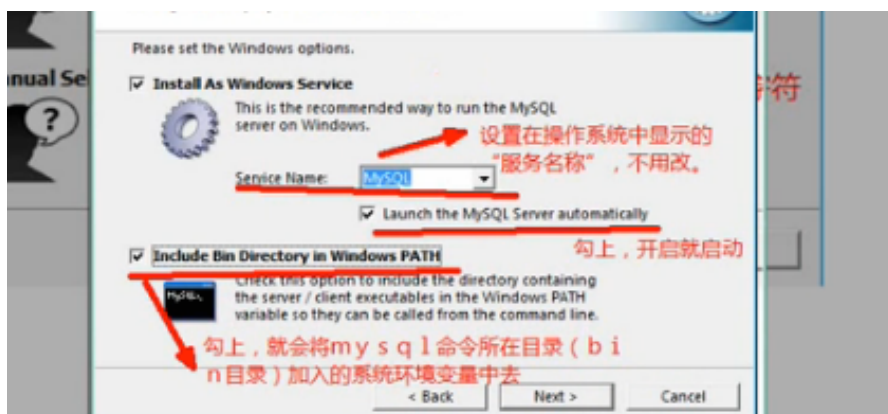 Please set the Windows options.
nual Se
Install As Windows Service
This is the recommended way to run the MySQL
server on Windows.
符
设置在操作系统中显示的
“服务名称”，不用改。
Service Name: MySQL
Launch the MySQL Server automatically
勾上，开启就启动
Include Bin Directory in Windows PATH
Check this option to include the directory containing
the server / client executables in the Windows PATH
variable so they can be called from the command line.
勾上，就会将mysql命令所在目录（bi
n目录）加入的系统环境变量中去
< Back Next > Cancel